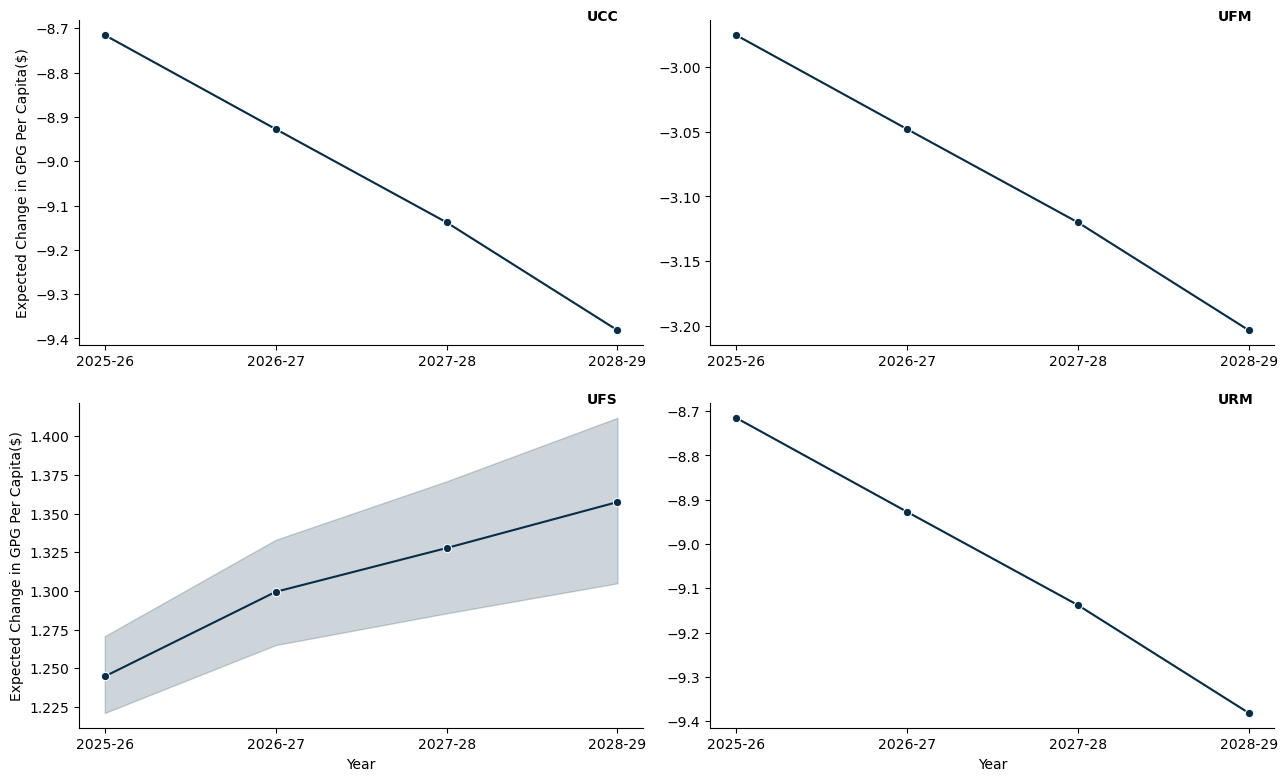 UCC
Expected Change in GPG Per Capita($)
−8.7
−8.8
−8.9
−9.0
−9.1
−9.2
−9.3
−9.4
2025-26 2026-27 2027-28 2028-29
UFM
−3.00
−3.05
−3.10
−3.15
−3.20
2025-26 2026-27 2027-28 2028-29
UFS
Expected Change in GPG Per Capita($)
1.400
1.375
1.350
1.325
1.300
1.275
1.250
1.225
2025-26 2026-27 2027-28 2028-29
Year
URM
−8.7
−8.8
−8.9
−9.0
−9.1
−9.2
−9.3
−9.4
2025-26 2026-27 2027-28 2028-29
Year